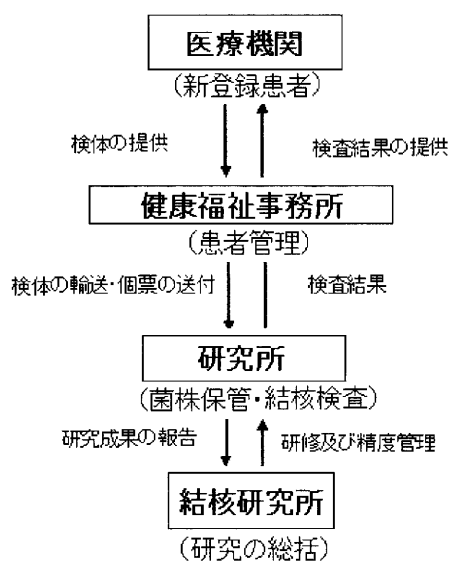 医療機関
(新登録患者)
検体の提供
検査結果の提供
健康福祉事務所
(患者管理)
検体の輸送・個票の送付
検査結果
研究所
(菌株保管・結核検査)
研究成果の報告
研修及び精度管理
結核研究所
(研究の総括)